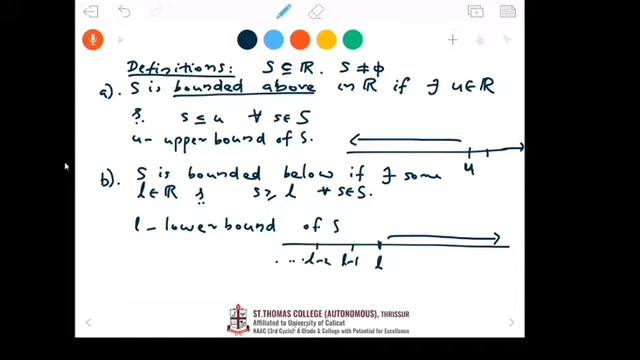 Definitions: S ⊆ ℝ. S ≠ φ
a). S is bounded above in ℝ if ∃ u ∈ ℝ
s ≤ u ∀ s ∈ S
u - upper bound of S.
u
b). S is bounded below if ∃ some
l ∈ ℝ s ≥ l ∀ s ∈ S.
l - lower bound of S
.... l-2 l-1 l
ST.THOMAS COLLEGE (AUTONOMOUS), THRISSUR
Affiliated to University of Calicut
NAAC (3rd Cycle) A Grade & College with Potential for Excellence